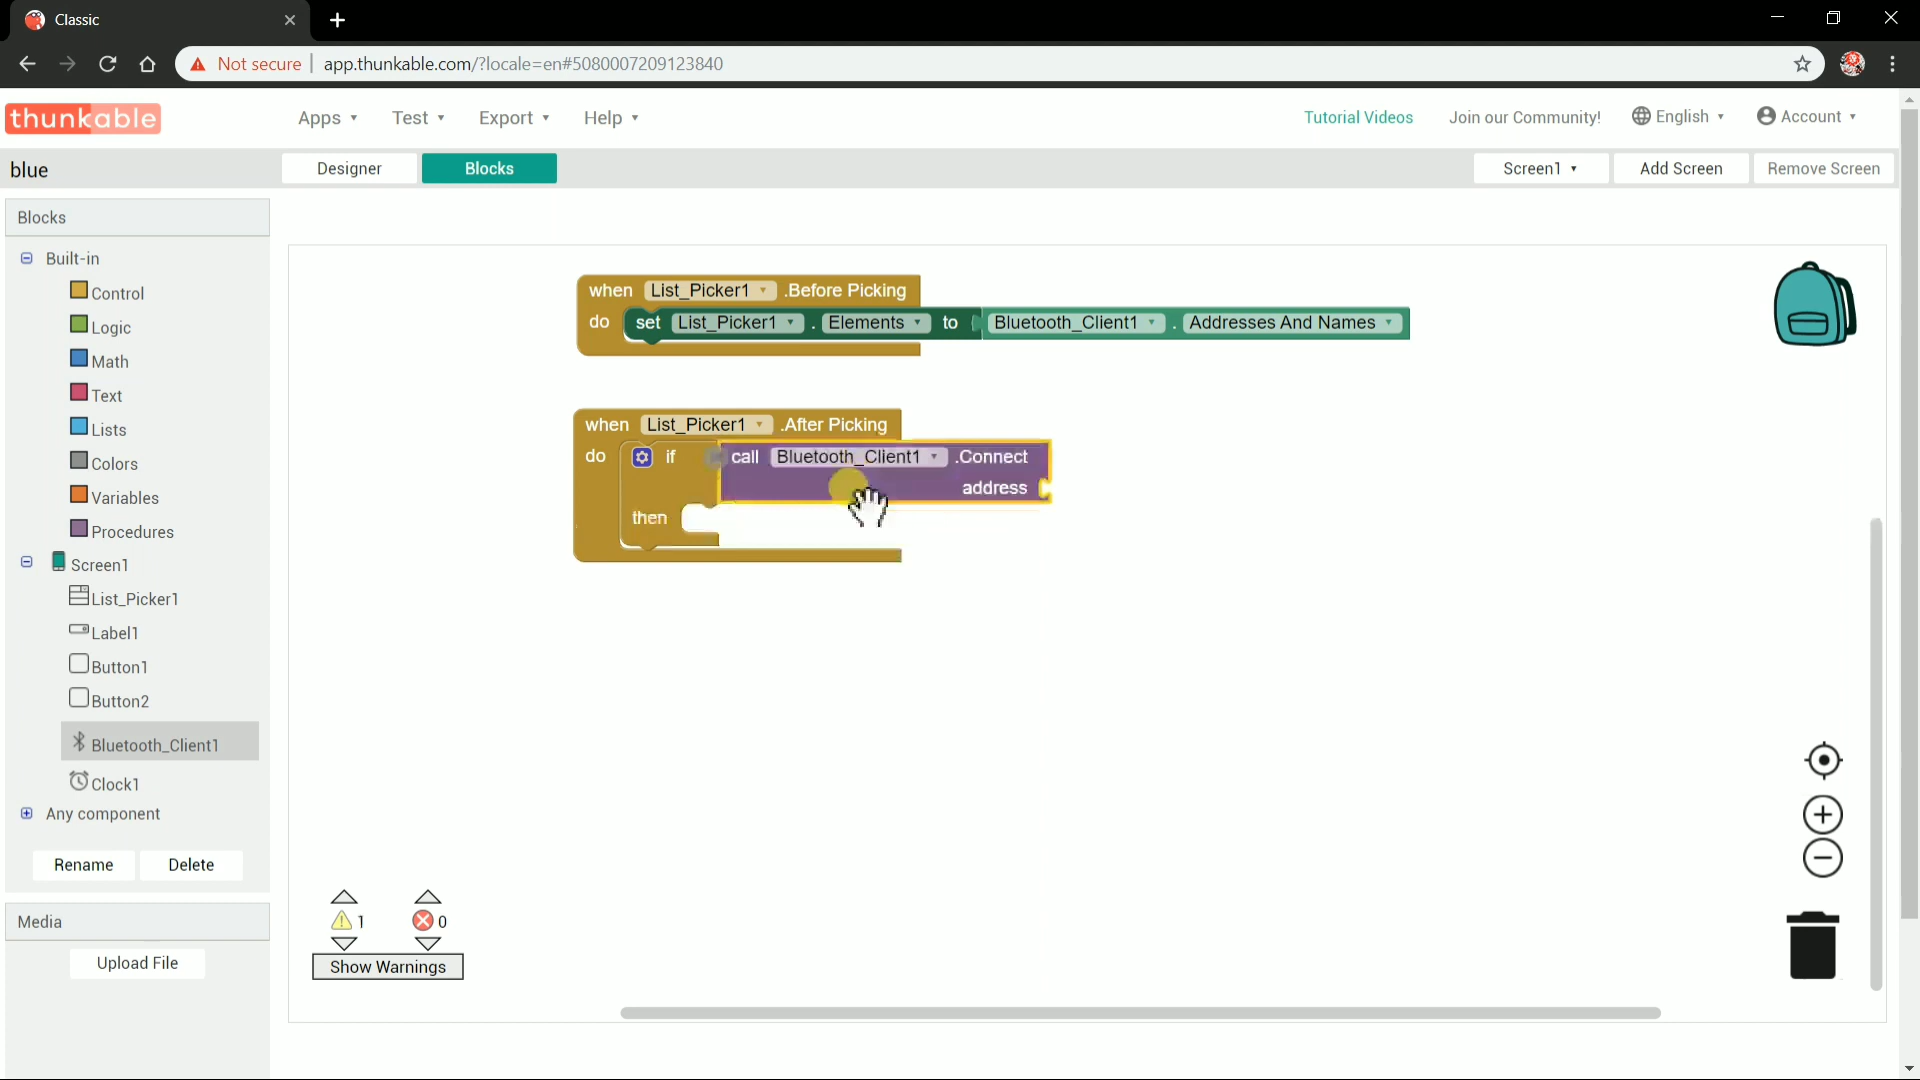 Classic
Not secure app.thunkable.com/?locale=en#5080007209123840
thunkable Apps Test Export Help Tutorial Videos Join our Community! English Account
blue Designer Blocks Screen1 Add Screen Remove Screen
Blocks
Built-in
Control
Logic
Math
Text
Lists
Colors
Variables
Procedures
Screen1
List_Picker1
Label1
Button1
Button2
Bluetooth_Client1
Clock1
Any component
Rename Delete
Media
Upload File
when List_Picker1 .Before Picking
do set List_Picker1 . Elements to Bluetooth_Client1 . Addresses And Names
when List_Picker1 .After Picking
do if call Bluetooth_Client1 .Connect
address
then
1 0
Show Warnings